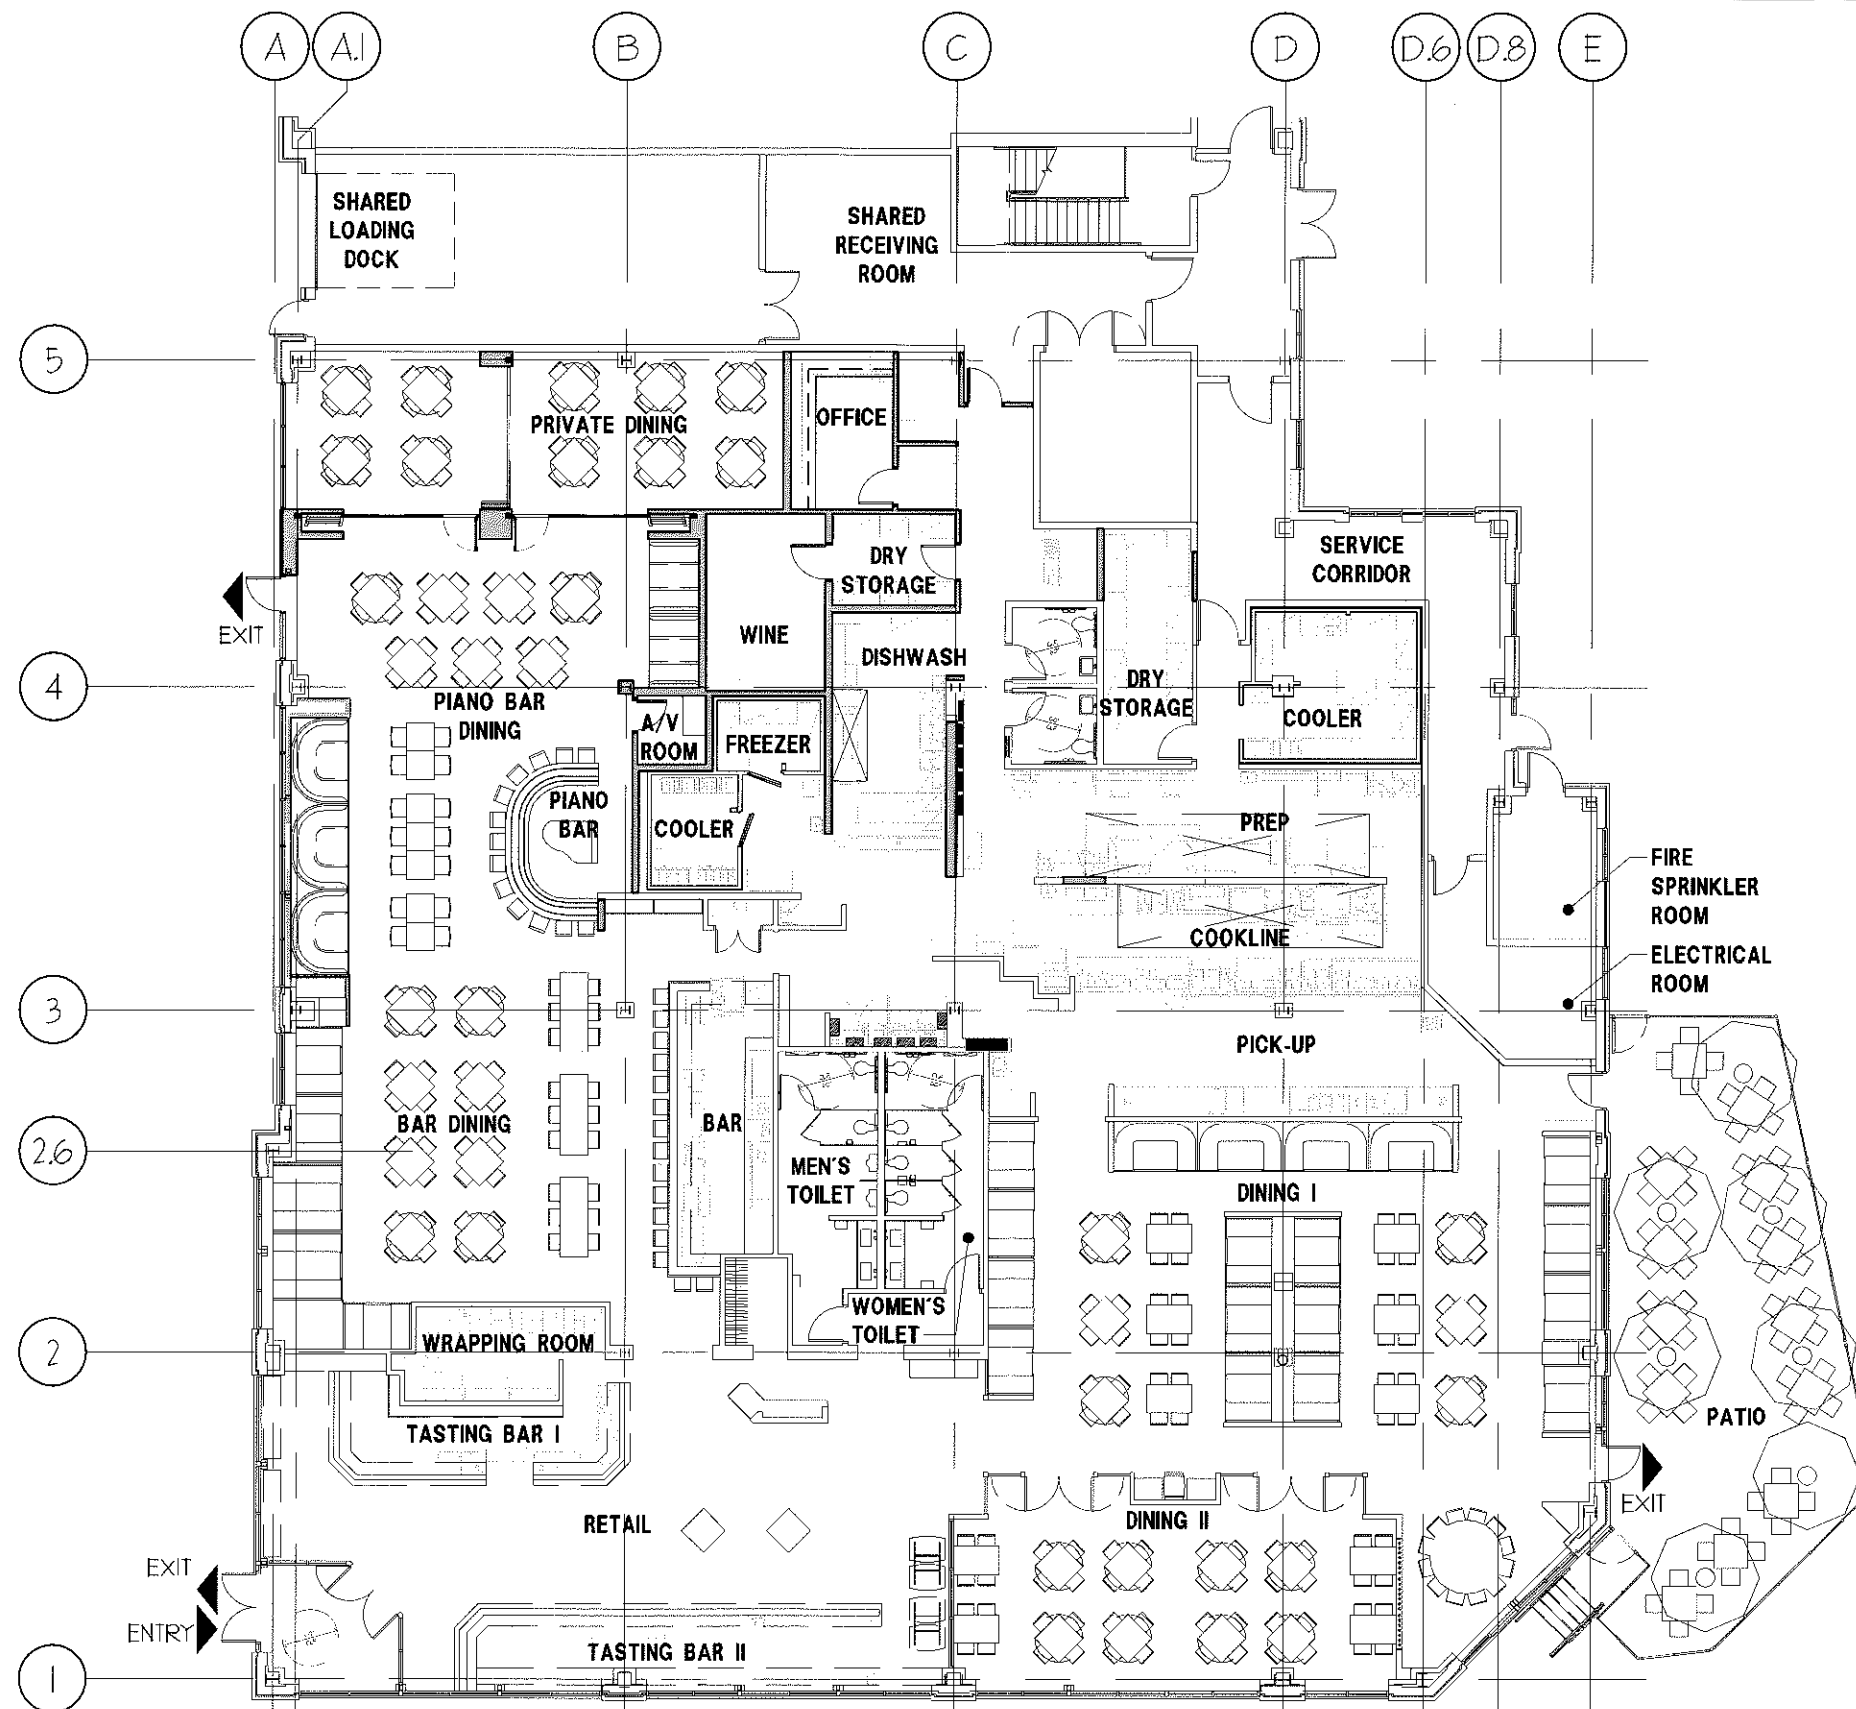 A
A.1
B
C
D
D.6
D.8
E
SHARED
LOADING
DOCK
SHARED
RECEIVING
ROOM
5
PRIVATE DINING
OFFICE
SERVICE
CORRIDOR
DRY
STORAGE
EXIT
WINE
DISHWASH
4
PIANO BAR
DINING
A/V
ROOM
FREEZER
DRY
STORAGE
COOLER
PIANO
BAR
COOLER
PREP
FIRE
SPRINKLER
ROOM
COOKLINE
ELECTRICAL
ROOM
3
PICK-UP
BAR DINING
BAR
2.6
MEN'S
TOILET
DINING I
WOMEN'S
TOILET
2
WRAPPING ROOM
TASTING BAR I
PATIO
EXIT
RETAIL
DINING II
EXIT
ENTRY
TASTING BAR II
1